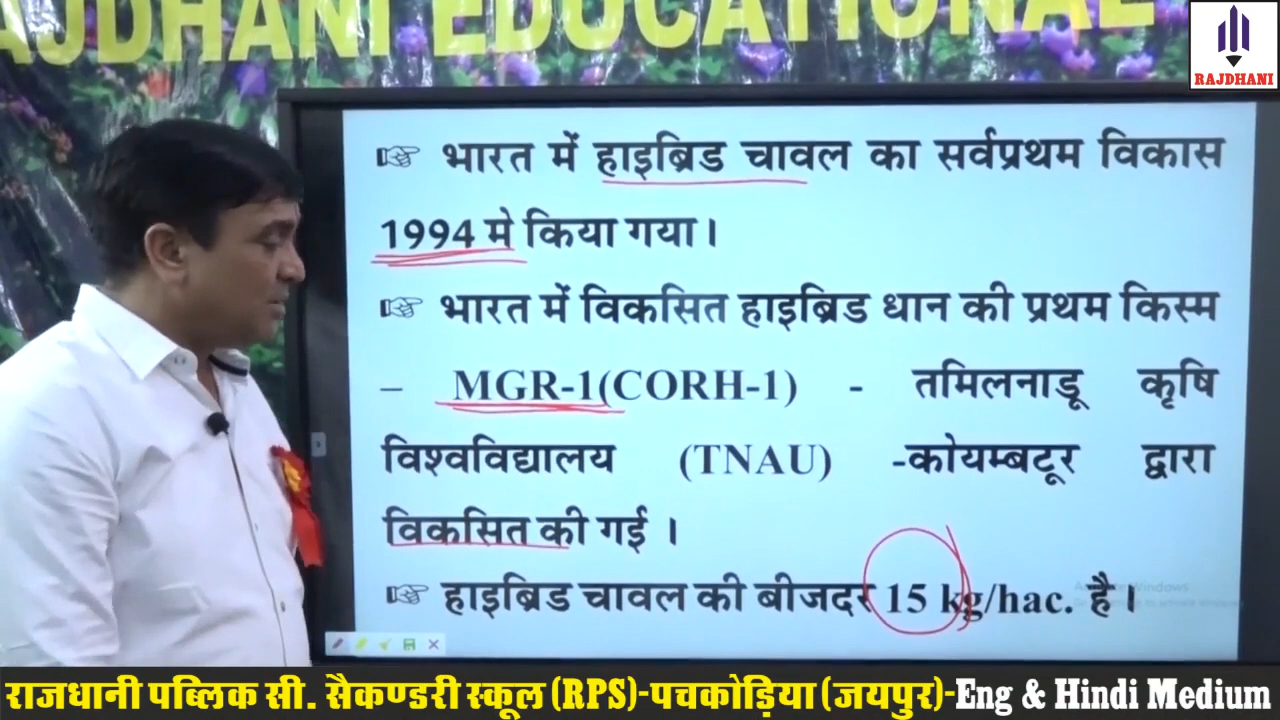 RAJDHANI EDUCATIONAL
RAJDHANI
☞ भारत में हाइब्रिड चावल का सर्वप्रथम विकास
1994 मे किया गया।
☞ भारत में विकसित हाइब्रिड धान की प्रथम किस्म
– MGR-1(CORH-1) - तमिलनाडू कृषि
विश्वविद्यालय (TNAU) -कोयम्बटूर द्वारा
विकसित की गई ।
☞ हाइब्रिड चावल की बीजदर 15 kg/hac. है ।
राजधानी पब्लिक सी. सैकण्डरी स्कूल (RPS)-पचकोड़िया (जयपुर)-Eng & Hindi Medium